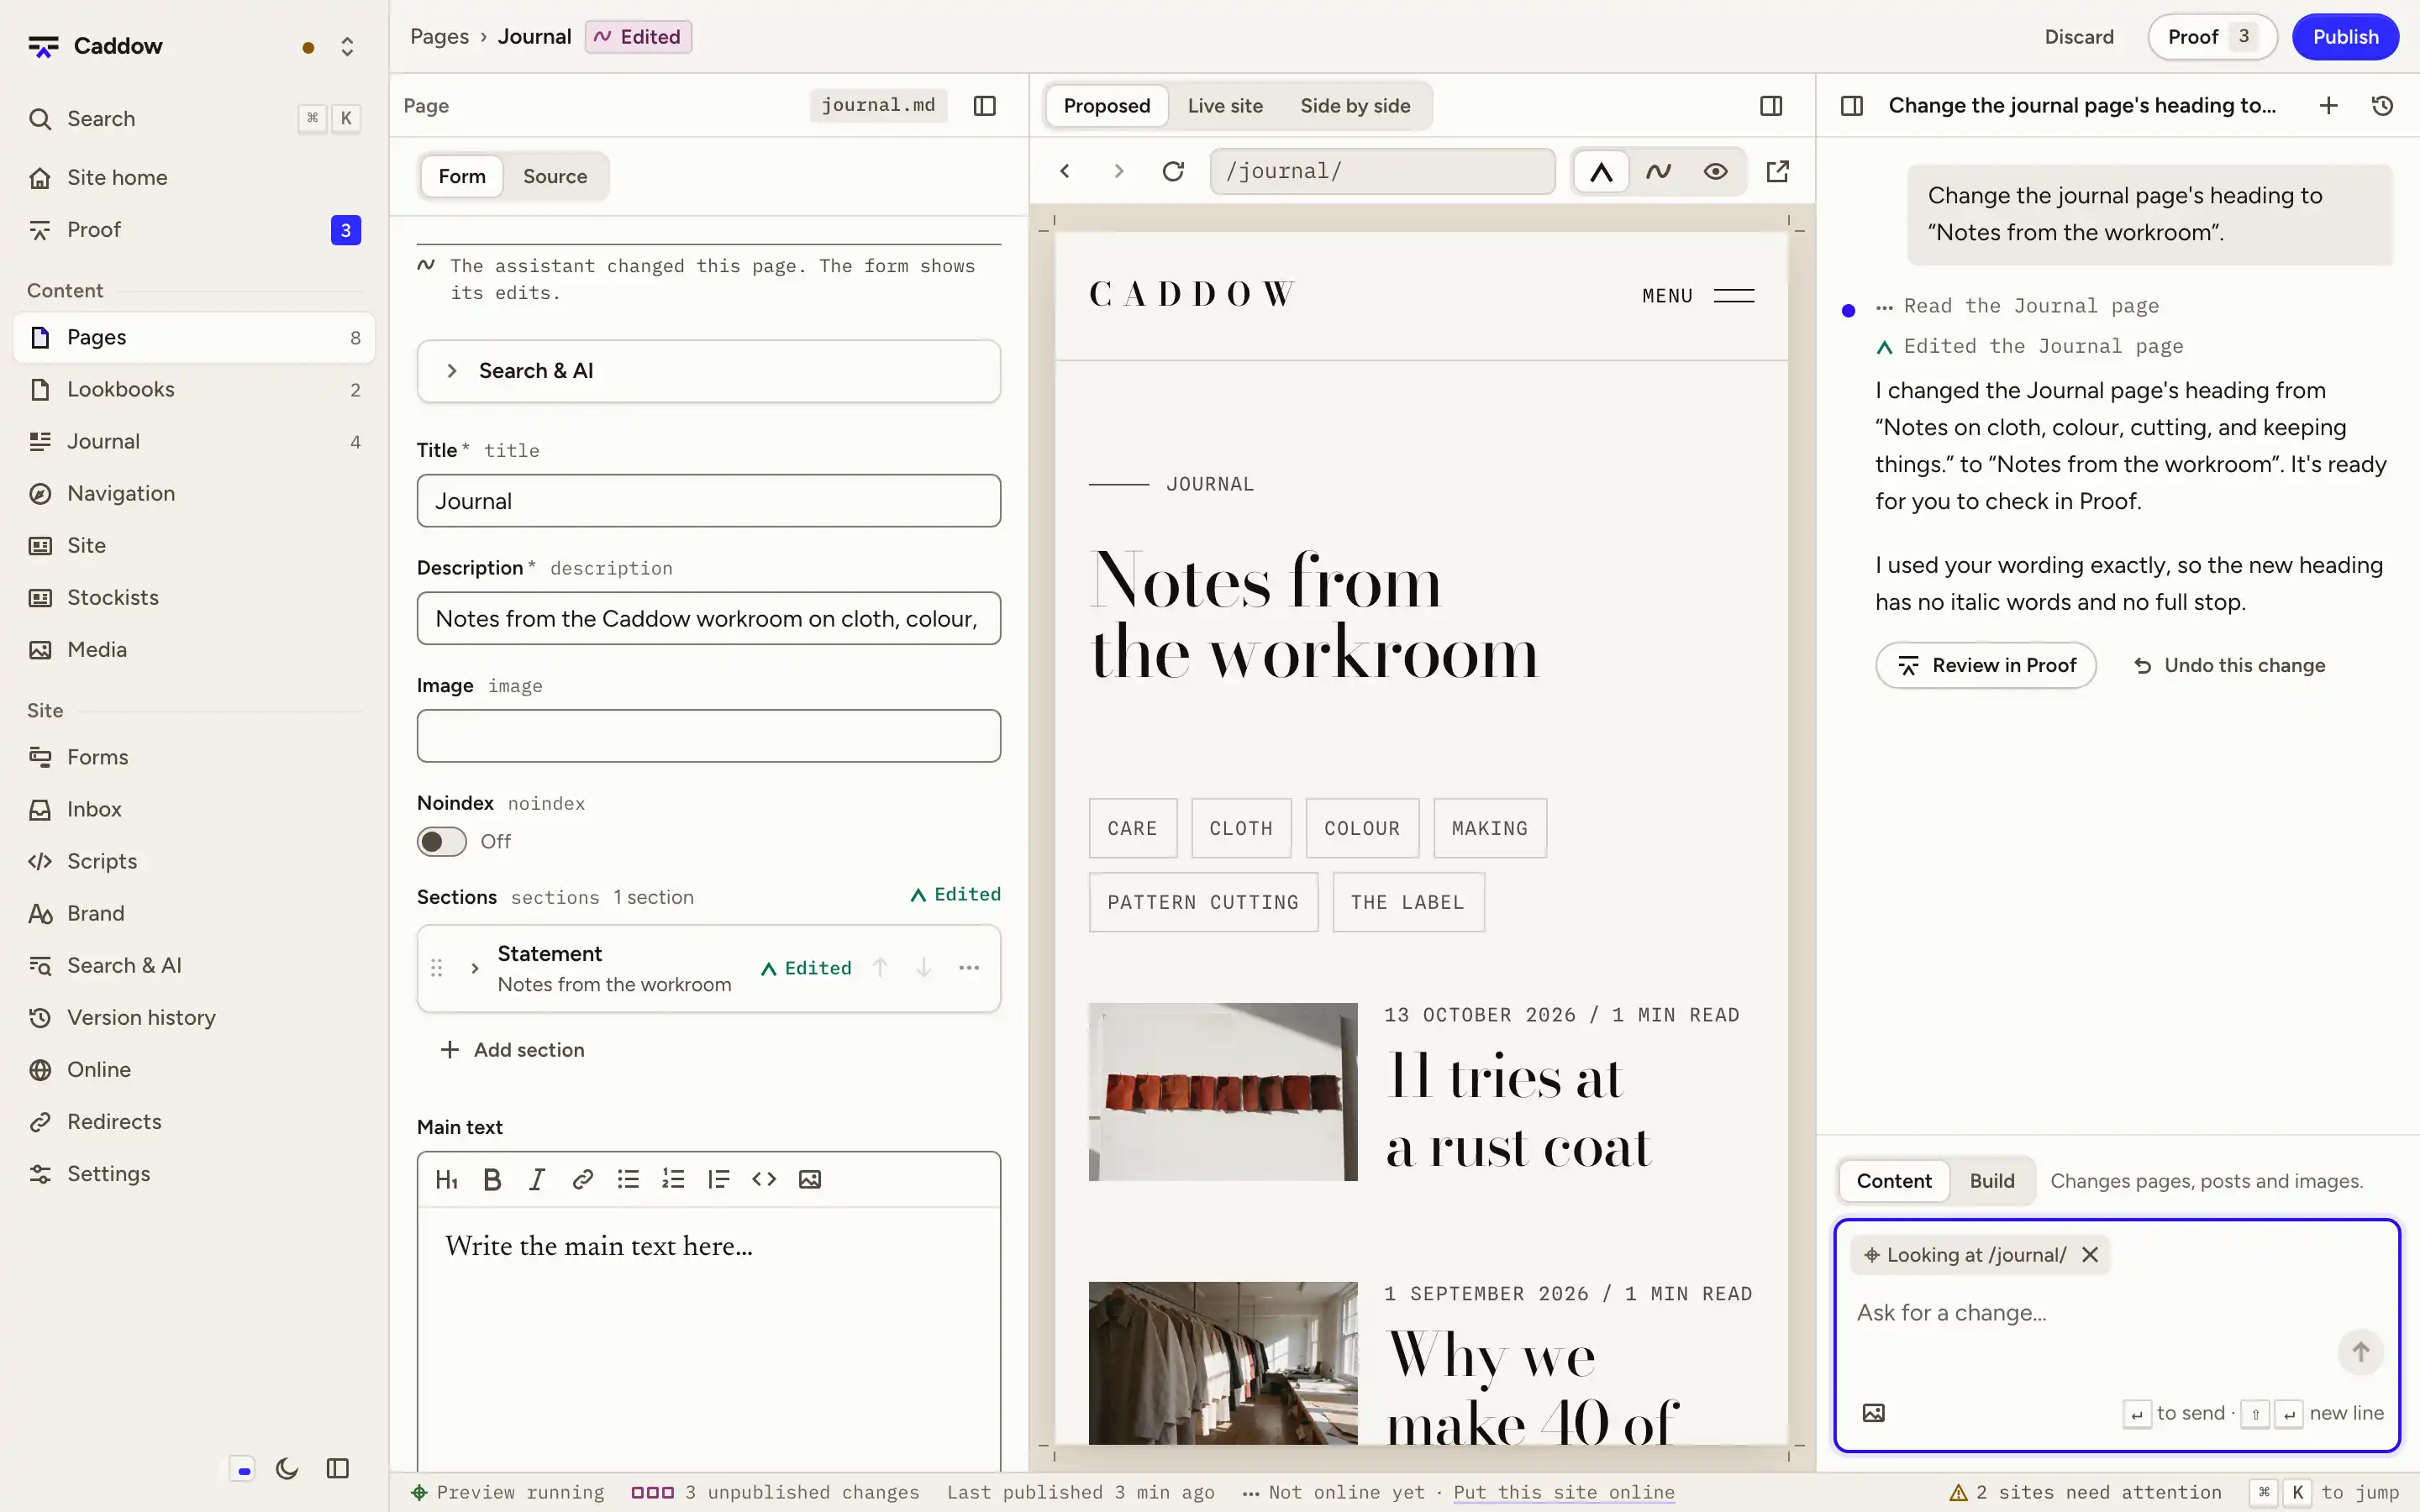 Caddow
Search ⌘ K
Site home
Proof 3
Content
Pages 8
Lookbooks 2
Journal 4
Navigation
Site
Stockists
Media
Site
Forms
Inbox
Scripts
Brand
Search & AI
Version history
Online
Redirects
Settings
Pages › Journal Edited
Discard
Proof 3
Publish
Page
journal.md
Form
Source
The assistant changed this page. The form shows
its edits.
Search & AI
Title* title
Journal
Description* description
Notes from the Caddow workroom on cloth, colour,
Image image
Noindex noindex
Off
Sections sections 1 section Edited
Statement
Notes from the workroom
Edited
Add section
Main text
H1 B I
Write the main text here…
Proposed
Live site
Side by side
/journal/
CADDOW
MENU
JOURNAL
Notes from
the workroom
CARE
CLOTH
COLOUR
MAKING
PATTERN CUTTING
THE LABEL
13 OCTOBER 2026 / 1 MIN READ
11 tries at
a rust coat
1 SEPTEMBER 2026 / 1 MIN READ
Why we
make 40 of
Change the journal page's heading to…
Change the journal page's heading to
“Notes from the workroom”.
Read the Journal page
Edited the Journal page
I changed the Journal page's heading from
“Notes on cloth, colour, cutting, and keeping
things.” to “Notes from the workroom”. It's ready
for you to check in Proof.
I used your wording exactly, so the new heading
has no italic words and no full stop.
Review in Proof
Undo this change
Content
Build
Changes pages, posts and images.
Looking at /journal/
Ask for a change…
↵ to send · ⇧ ↵ new line
Preview running
3 unpublished changes
Last published 3 min ago
Not online yet · Put this site online
2 sites need attention
⌘ K to jump